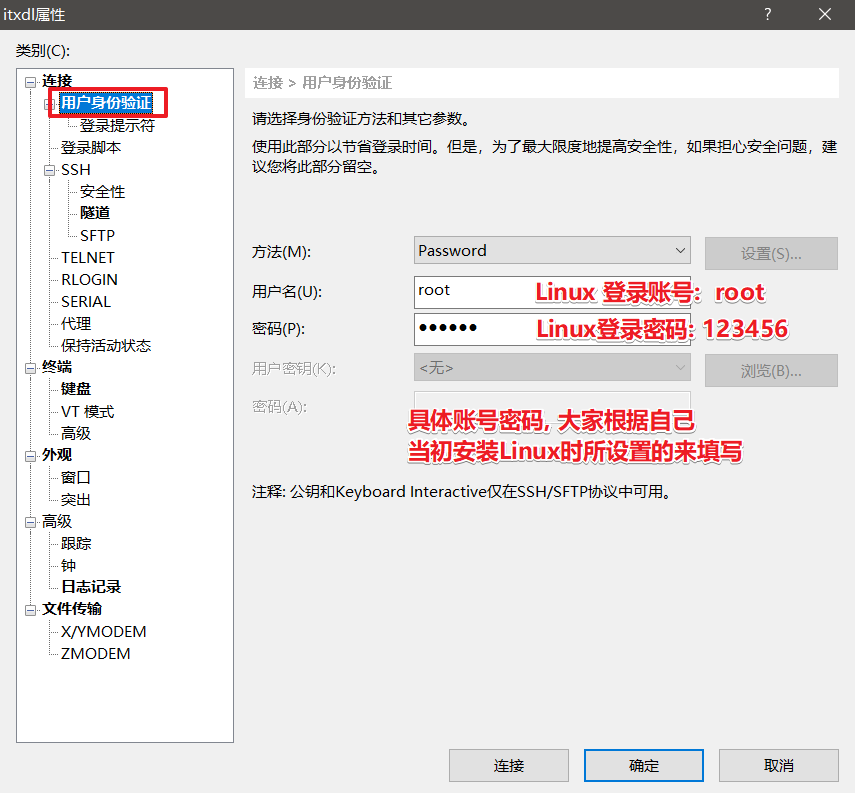 itxdl属性
类别(C):
连接
用户身份验证
登录提示符
登录脚本
SSH
安全性
隧道
SFTP
TELNET
RLOGIN
SERIAL
代理
保持活动状态
终端
键盘
VT 模式
高级
外观
窗口
突出
高级
跟踪
钟
日志记录
文件传输
X/YMODEM
ZMODEM
连接 > 用户身份验证
请选择身份验证方法和其它参数。
使用此部分以节省登录时间。但是，为了最大限度地提高安全性，如果担心安全问题，建
议您将此部分留空。
方法(M):
Password
设置(S)...
用户名(U):
root
Linux 登录账号：root
密码(P):
●●●●●●
Linux登录密码: 123456
用户密钥(K):
<无>
浏览(B)...
密码(A):
具体账号密码, 大家根据自己
当初安装Linux时所设置的来填写
注释: 公钥和Keyboard Interactive仅在SSH/SFTP协议中可用。
连接
确定
取消